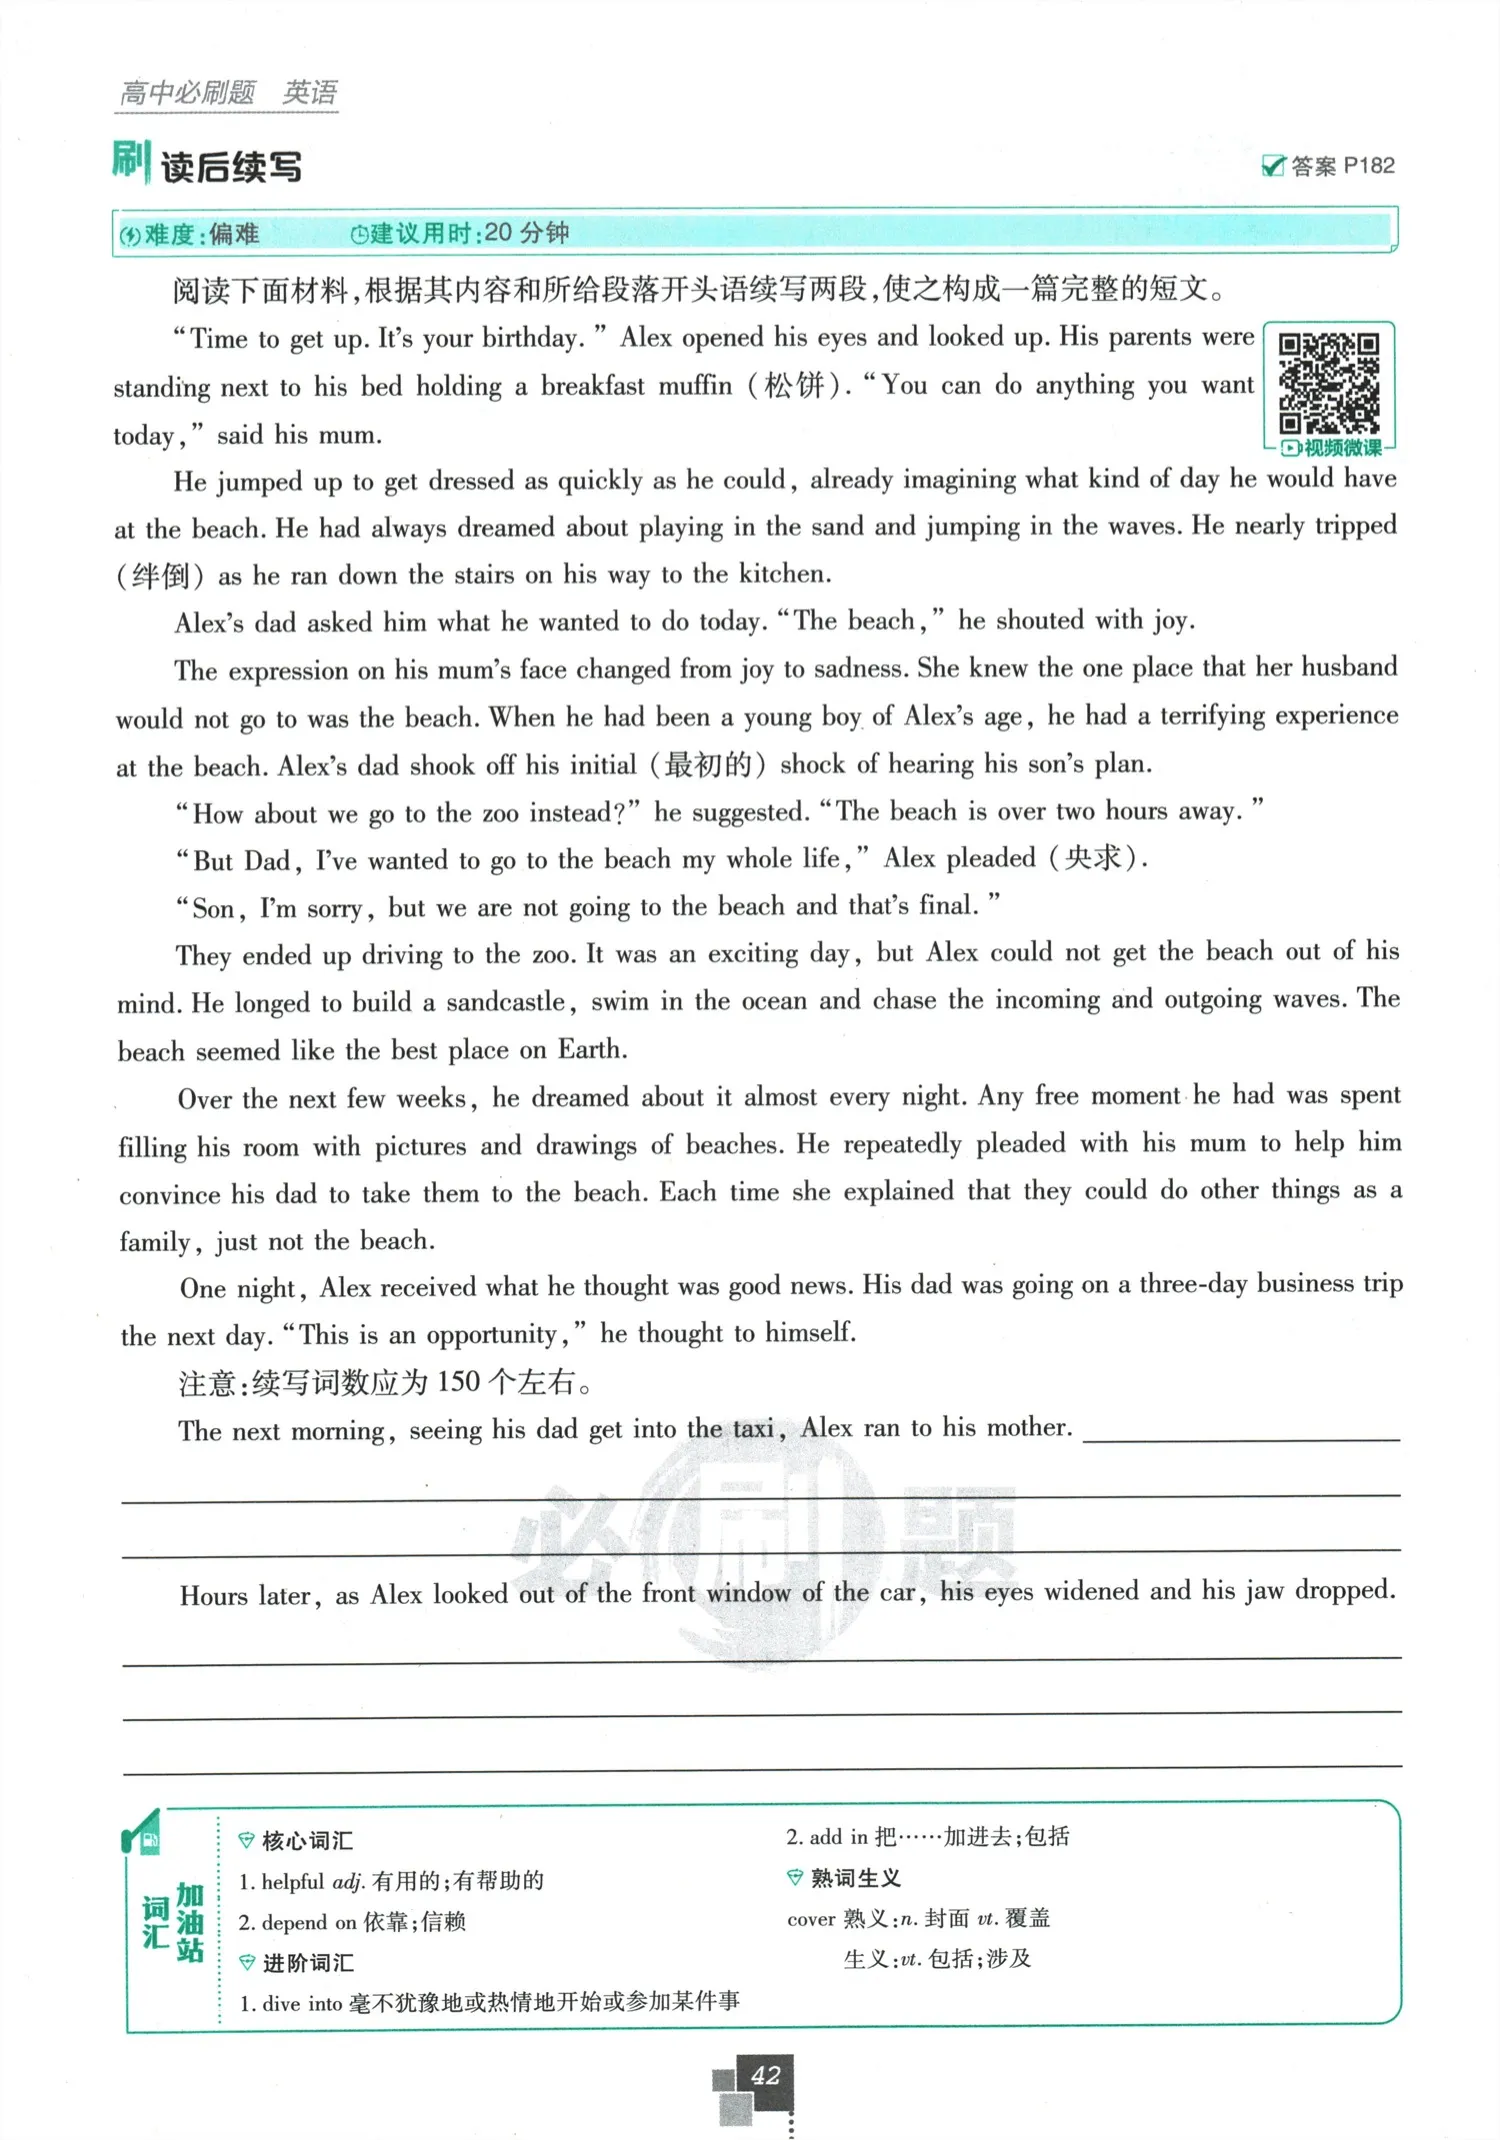 高中必刷题 英语
刷 读后续写
答案 P182
难度:偏难 建议用时:20 分钟
阅读下面材料,根据其内容和所给段落开头语续写两段,使之构成一篇完整的短文。
“Time to get up. It’s your birthday. ” Alex opened his eyes and looked up. His parents were
standing next to his bed holding a breakfast muffin (松饼). “You can do anything you want
today,” said his mum.
视频微课
He jumped up to get dressed as quickly as he could, already imagining what kind of day he would have
at the beach. He had always dreamed about playing in the sand and jumping in the waves. He nearly tripped
(绊倒) as he ran down the stairs on his way to the kitchen.
Alex’s dad asked him what he wanted to do today. “The beach,” he shouted with joy.
The expression on his mum’s face changed from joy to sadness. She knew the one place that her husband
would not go to was the beach. When he had been a young boy of Alex’s age, he had a terrifying experience
at the beach. Alex’s dad shook off his initial (最初的) shock of hearing his son’s plan.
“How about we go to the zoo instead?” he suggested. “The beach is over two hours away. ”
“But Dad, I’ve wanted to go to the beach my whole life,” Alex pleaded (央求).
“Son, I’m sorry, but we are not going to the beach and that’s final. ”
They ended up driving to the zoo. It was an exciting day, but Alex could not get the beach out of his
mind. He longed to build a sandcastle, swim in the ocean and chase the incoming and outgoing waves. The
beach seemed like the best place on Earth.
Over the next few weeks, he dreamed about it almost every night. Any free moment he had was spent
filling his room with pictures and drawings of beaches. He repeatedly pleaded with his mum to help him
convince his dad to take them to the beach. Each time she explained that they could do other things as a
family, just not the beach.
One night, Alex received what he thought was good news. His dad was going on a three-day business trip
the next day. “This is an opportunity,” he thought to himself.
注意:续写词数应为 150 个左右。
The next morning, seeing his dad get into the taxi, Alex ran to his mother.
必刷题
Hours later, as Alex looked out of the front window of the car, his eyes widened and his jaw dropped.
词汇加油站
核心词汇
1. helpful adj. 有用的;有帮助的
2. depend on 依靠;信赖
进阶词汇
1. dive into 毫不犹豫地或热情地开始或参加某件事
2. add in 把……加进去;包括
熟词生义
cover 熟义:n. 封面 vt. 覆盖
生义:vt. 包括;涉及
42